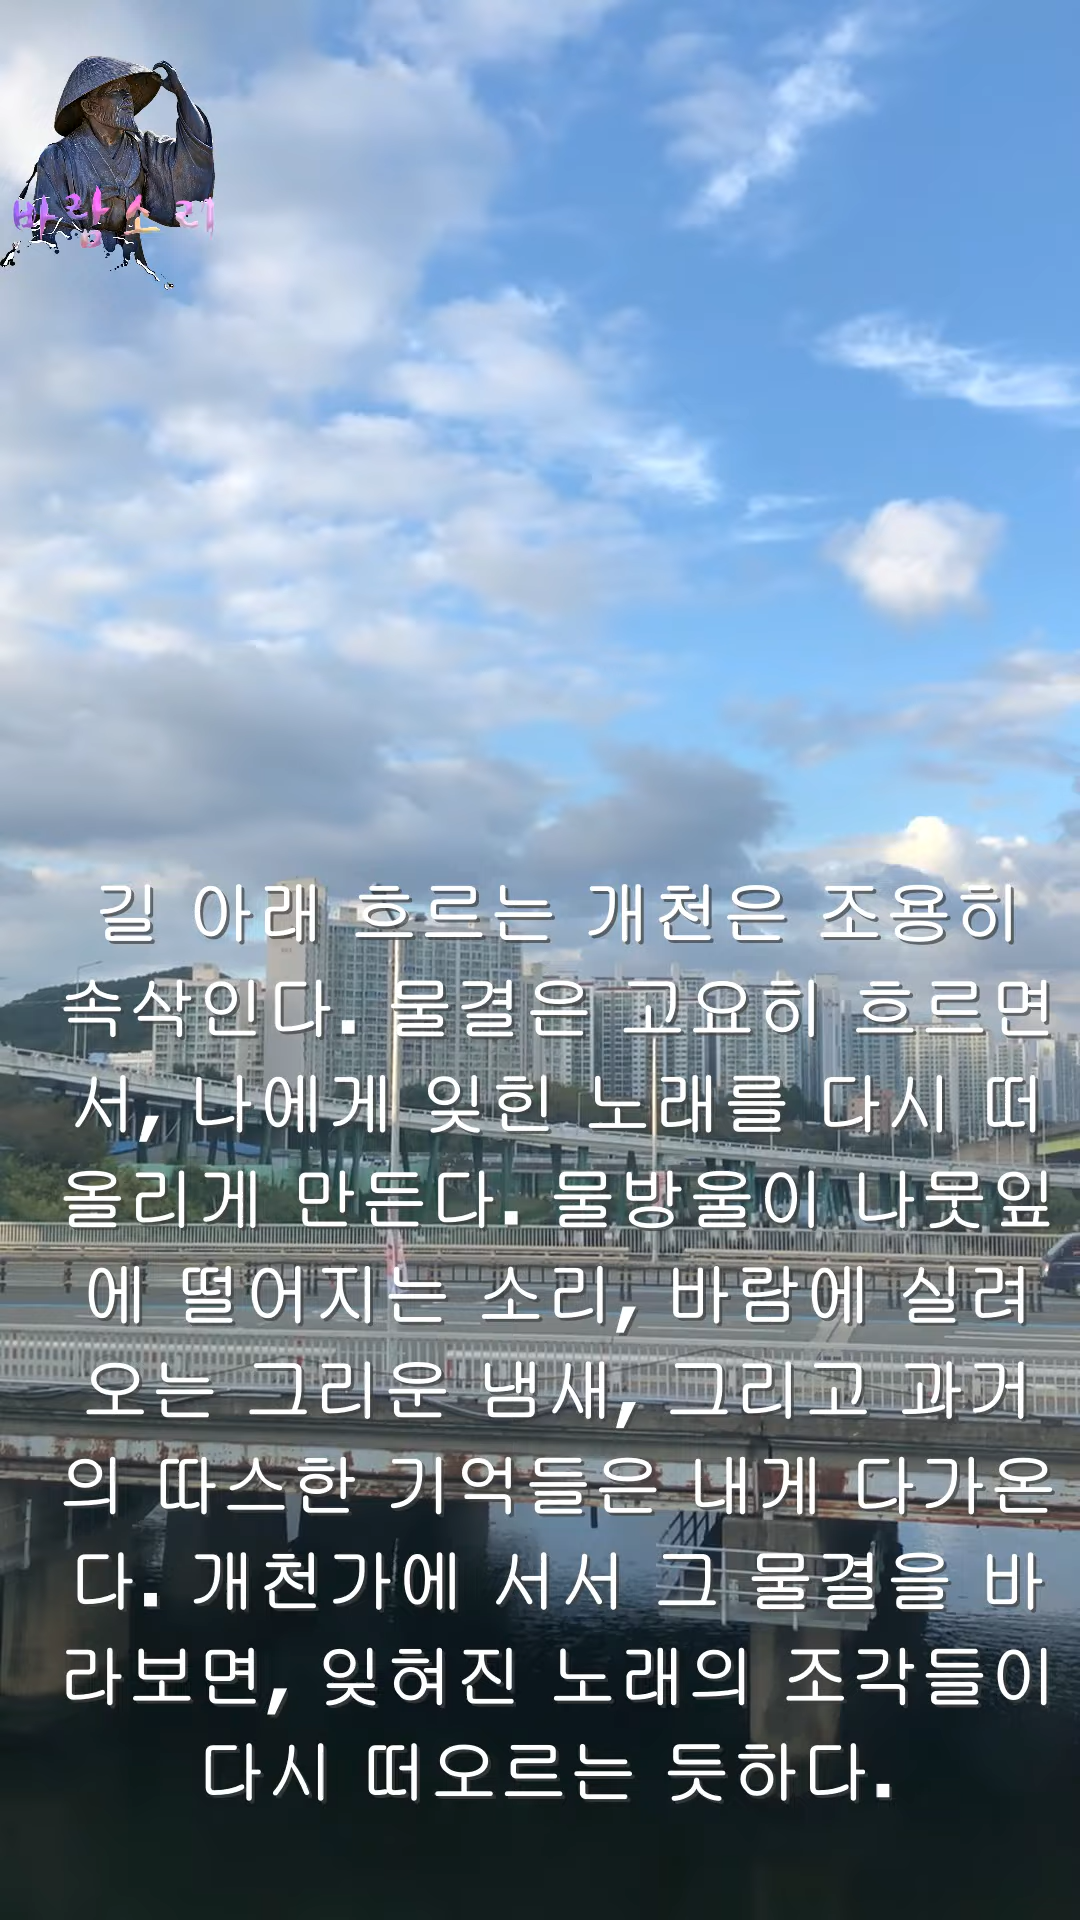 바람소리
길 아래 흐르는 개천은 조용히
속삭인다. 물결은 고요히 흐르면
서, 나에게 잊힌 노래를 다시 떠
올리게 만든다. 물방울이 나뭇잎
에 떨어지는 소리, 바람에 실려
오는 그리운 냄새, 그리고 과거
의 따스한 기억들은 내게 다가온
다. 개천가에 서서 그 물결을 바
라보면, 잊혀진 노래의 조각들이
다시 떠오르는 듯하다.